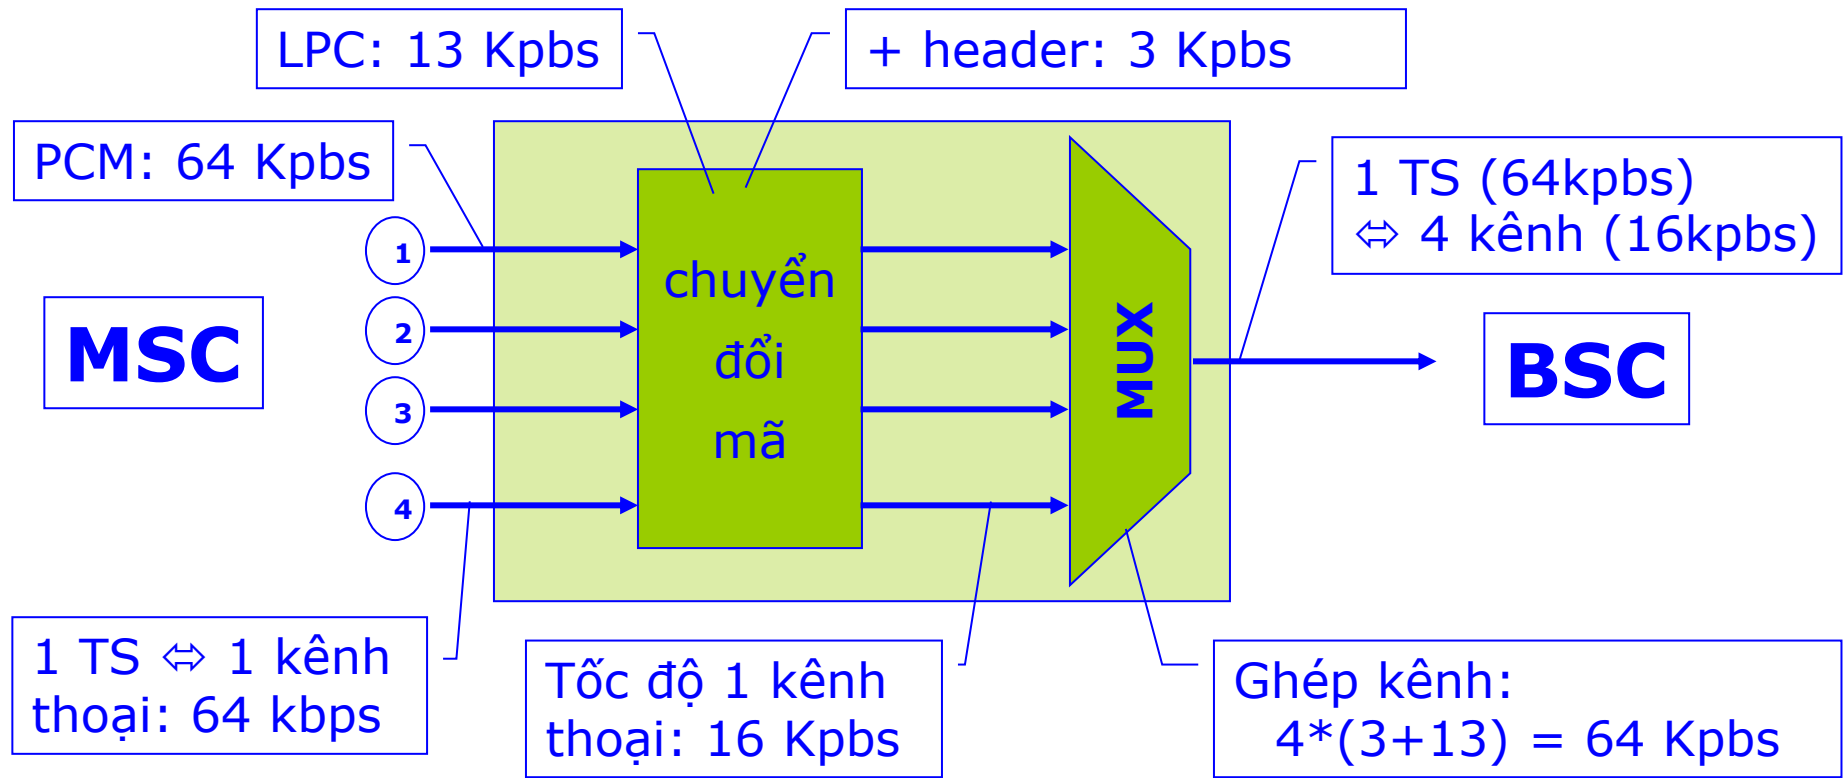 LPC: 13 Kpbs
+ header: 3 Kpbs
PCM: 64 Kpbs
1 TS (64kpbs)
⬄ 4 kênh (16kpbs)
1
2
3
4
MSC
chuyển
đổi
mã
MUX
BSC
1 TS ⬄ 1 kênh
thoại: 64 kbps
Tốc độ 1 kênh
thoại: 16 Kpbs
Ghép kênh:
4*(3+13) = 64 Kpbs